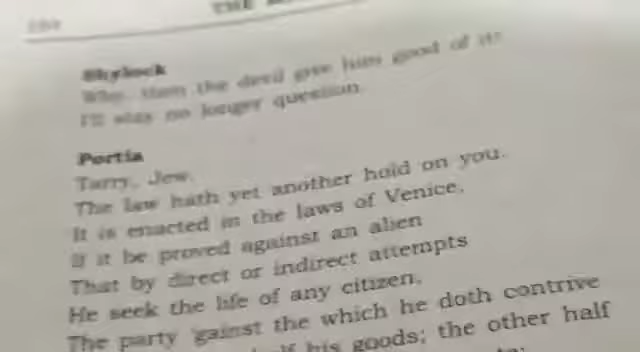 THE
Shylock
Why, then the devil give him good of it!
I'll stay no longer question.
Portia
Tarry, Jew.
The law hath yet another hold on you.
It is enacted in the laws of Venice,
If it be proved against an alien
That by direct or indirect attempts
He seek the life of any citizen,
The party 'gainst the which he doth contrive
half his goods; the other half